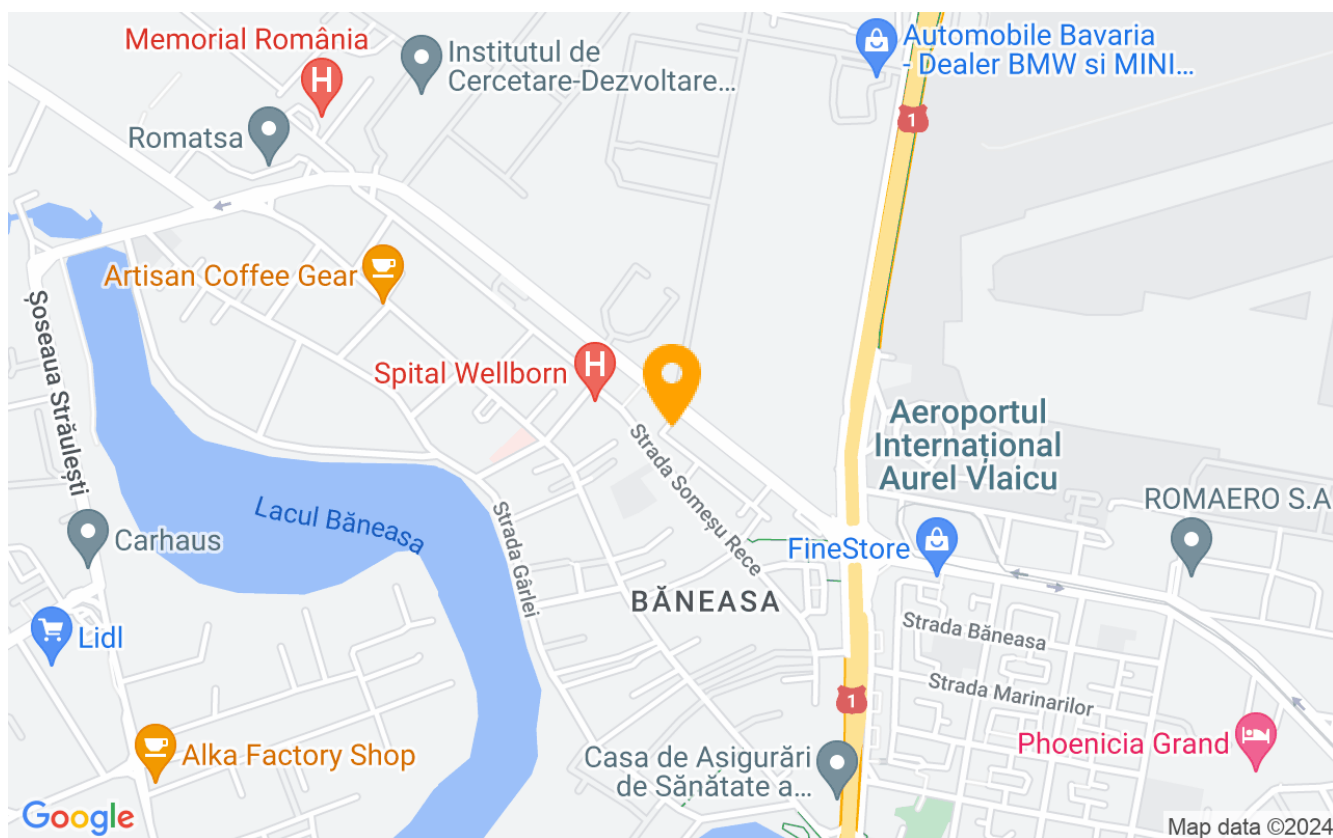 Memorial România
Institutul de
Cercetare-Dezvoltare...
Automobile Bavaria
- Dealer BMW si MINI...
1
Romatsa
Artisan Coffee Gear
Șoseaua Străulești
Spital Wellborn
Aeroportul
Internațional
Aurel Vlaicu
Strada Someșu Rece
ROMAERO S.A
Lacul Băneasa
Strada Gârlei
Carhaus
FineStore
BĂNEASA
Lidl
Strada Băneasa
Strada Marinarilor
1
Alka Factory Shop
Casa de Asigurări
de Sănătate a...
Phoenicia Grand
Google
Map data ©2024